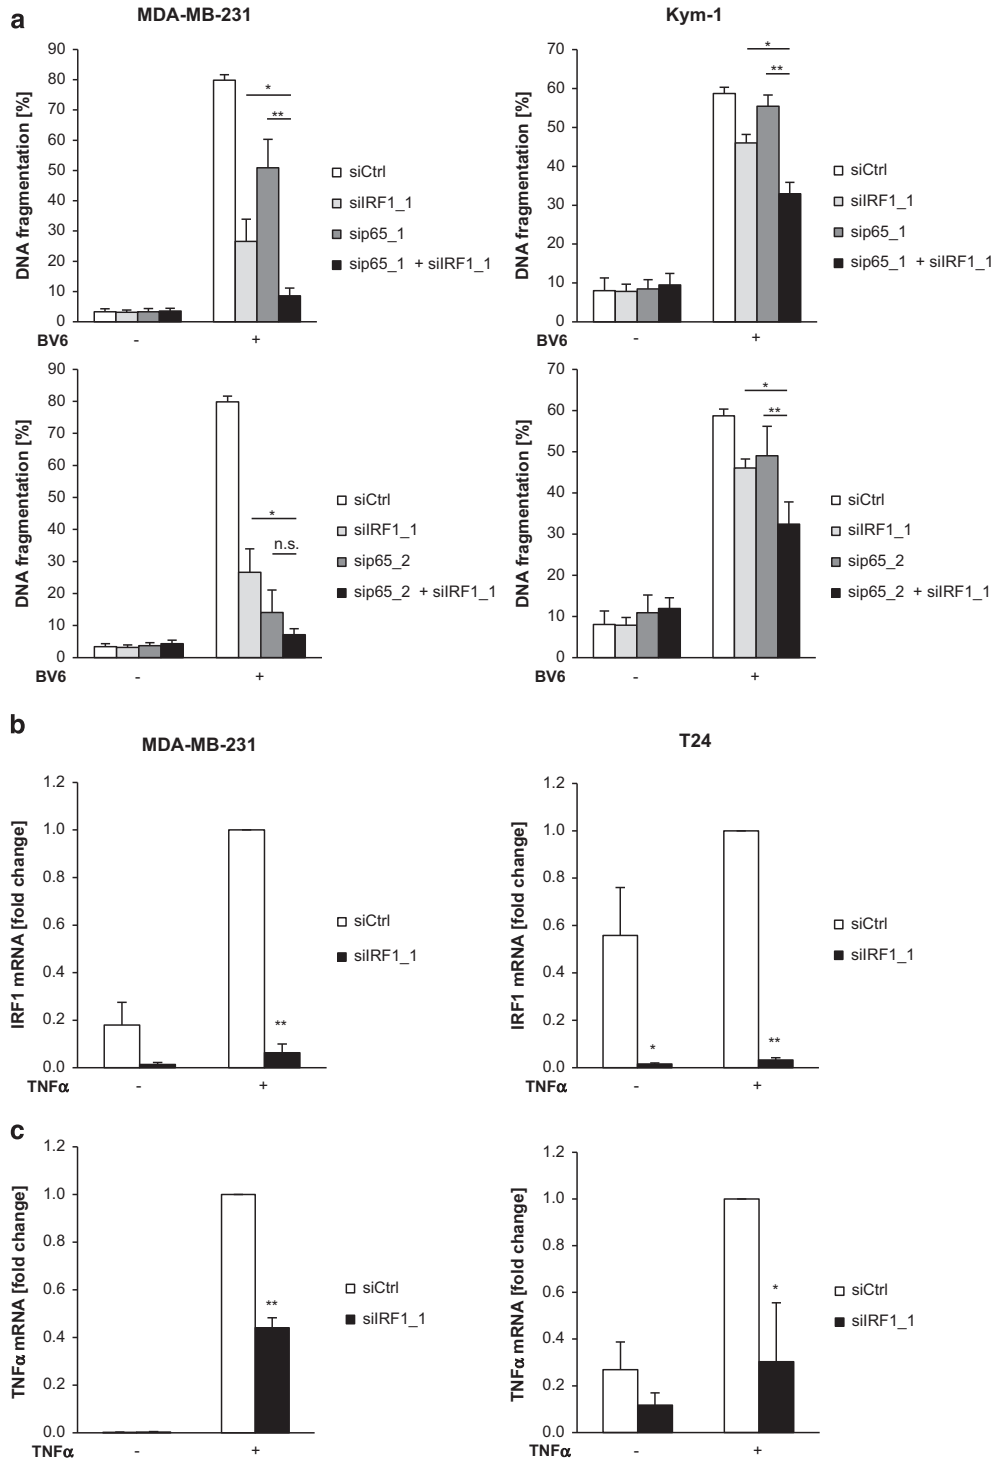 a
MDA-MB-231
Kym-1
DNA fragmentation [%]
90
80
70
60
50
40
30
20
10
0
*
**
BV6
-
+
siCtrl
siIRF1_1
sip65_1
sip65_1 + siIRF1_1
DNA fragmentation [%]
70
60
50
40
30
20
10
0
*
**
BV6
-
+
siCtrl
siIRF1_1
sip65_1
sip65_1 + siIRF1_1
DNA fragmentation [%]
90
80
70
60
50
40
30
20
10
0
*
n.s.
BV6
-
+
siCtrl
siIRF1_1
sip65_2
sip65_2 + siIRF1_1
DNA fragmentation [%]
70
60
50
40
30
20
10
0
*
**
BV6
-
+
siCtrl
siIRF1_1
sip65_2
sip65_2 + siIRF1_1
b
MDA-MB-231
T24
IRF1 mRNA [fold change]
1.2
1.0
0.8
0.6
0.4
0.2
0.0
**
TNFα
-
+
siCtrl
siIRF1_1
IRF1 mRNA [fold change]
1.2
1.0
0.8
0.6
0.4
0.2
0.0
*
**
TNFα
-
+
siCtrl
siIRF1_1
c
TNFα mRNA [fold change]
1.2
1.0
0.8
0.6
0.4
0.2
0.0
**
TNFα
-
+
siCtrl
siIRF1_1
TNFα mRNA [fold change]
1.2
1.0
0.8
0.6
0.4
0.2
0.0
*
TNFα
-
+
siCtrl
siIRF1_1